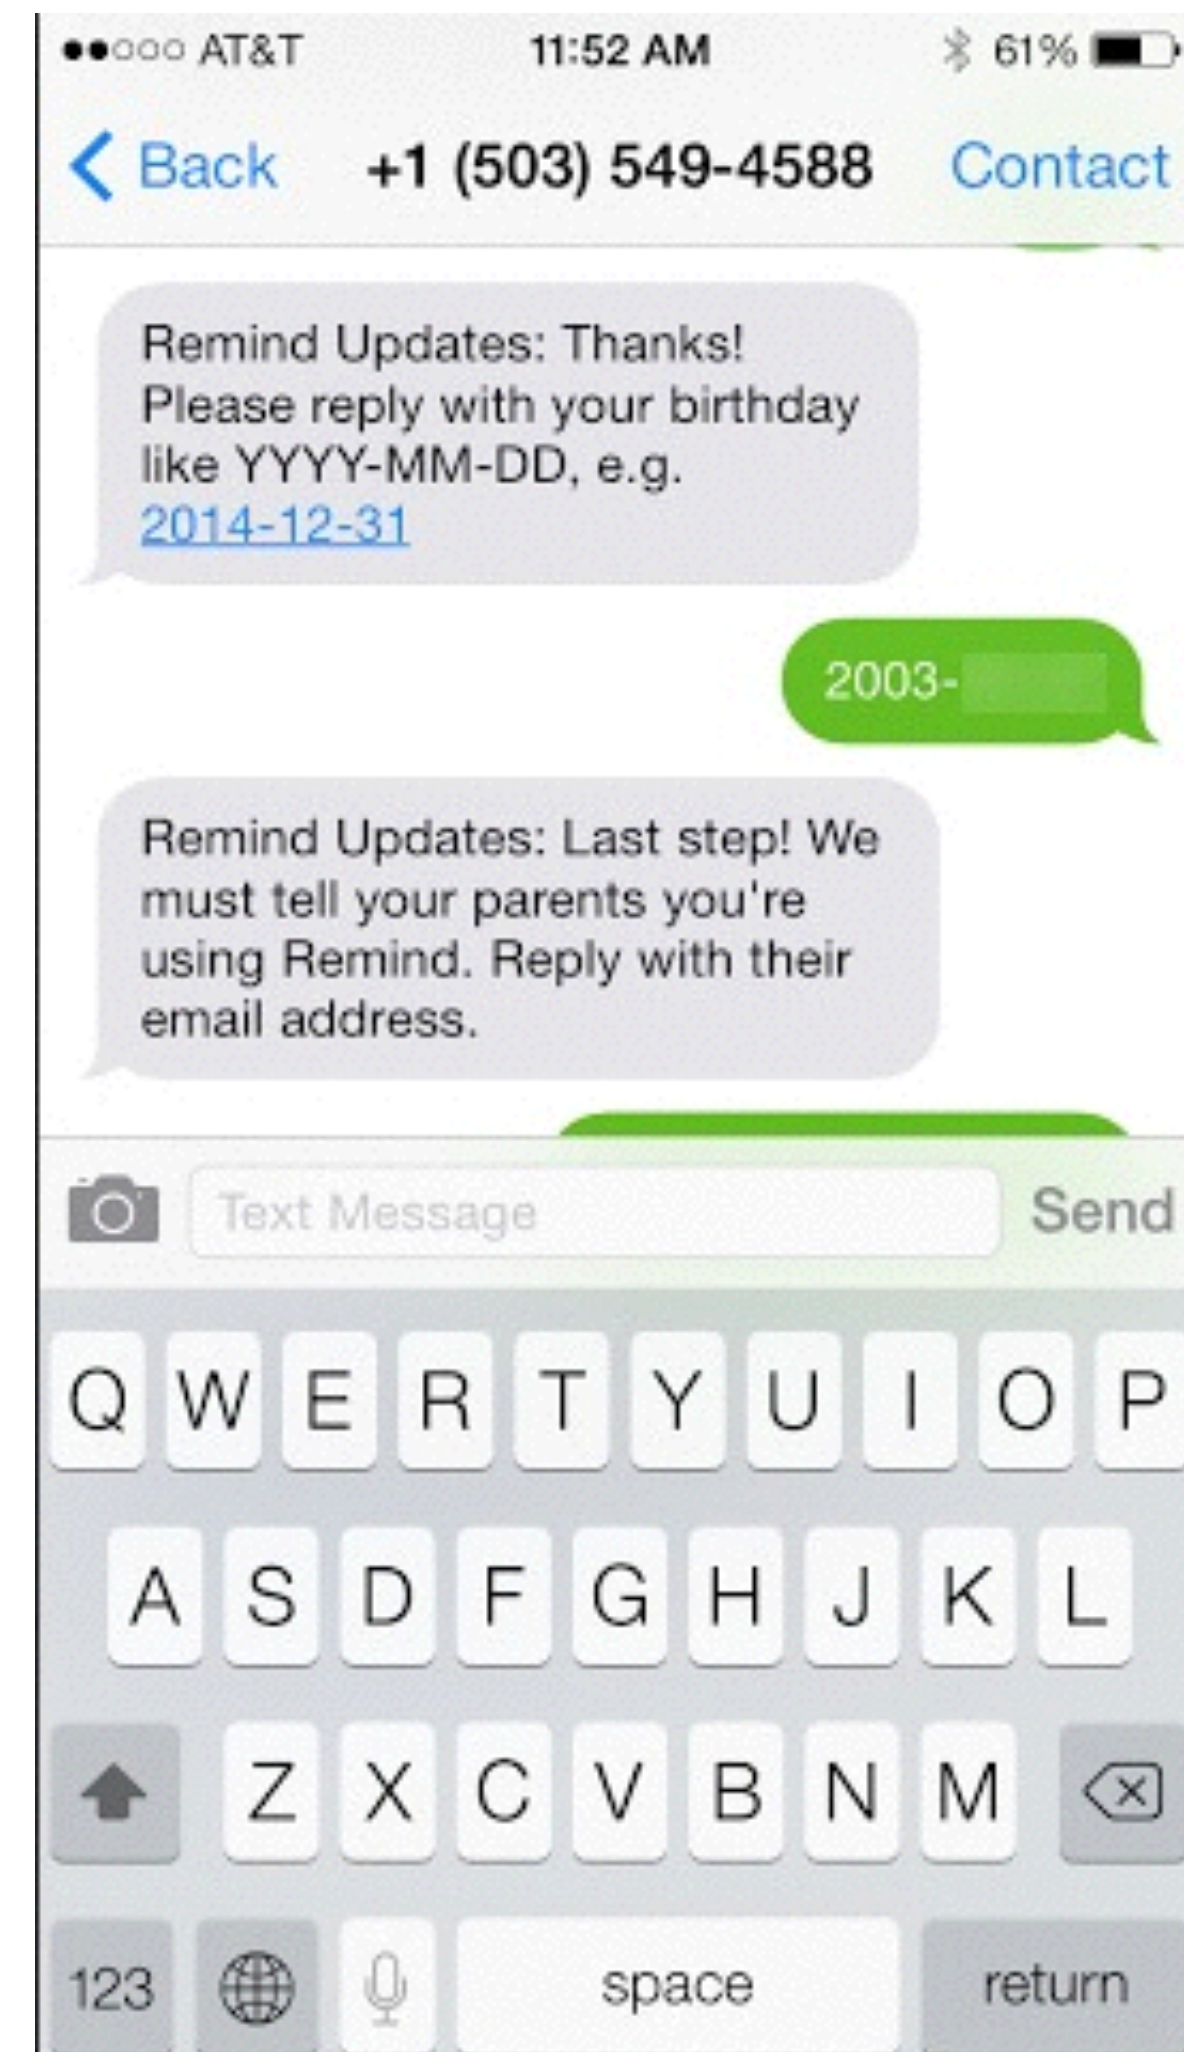 AT&T 11:52 AM 61%
Back +1 (503) 549-4588 Contact
Remind Updates: Thanks!
Please reply with your birthday
like YYYY-MM-DD, e.g.
2014-12-31
2003-
Remind Updates: Last step! We
must tell your parents you're
using Remind. Reply with their
email address.
Text Message Send
Q W E R T Y U I O P
A S D F G H J K L
Z X C V B N M
123 space return